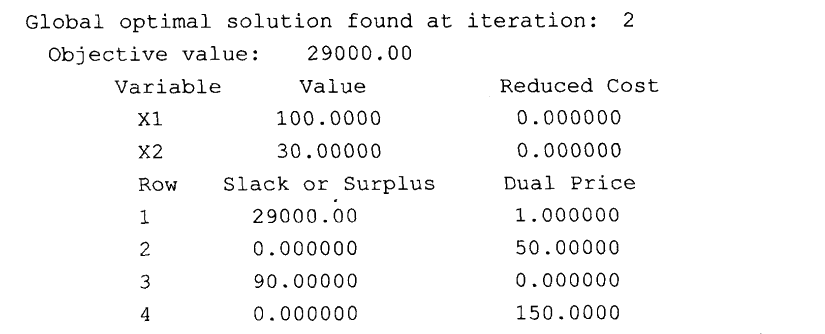 Global optimal solution found at iteration: 2
Objective value: 29000.00
Variable Value Reduced Cost
X1 100.0000 0.000000
X2 30.00000 0.000000
Row Slack or Surplus Dual Price
1 29000.00 1.000000
2 0.000000 50.00000
3 90.00000 0.000000
4 0.000000 150.0000